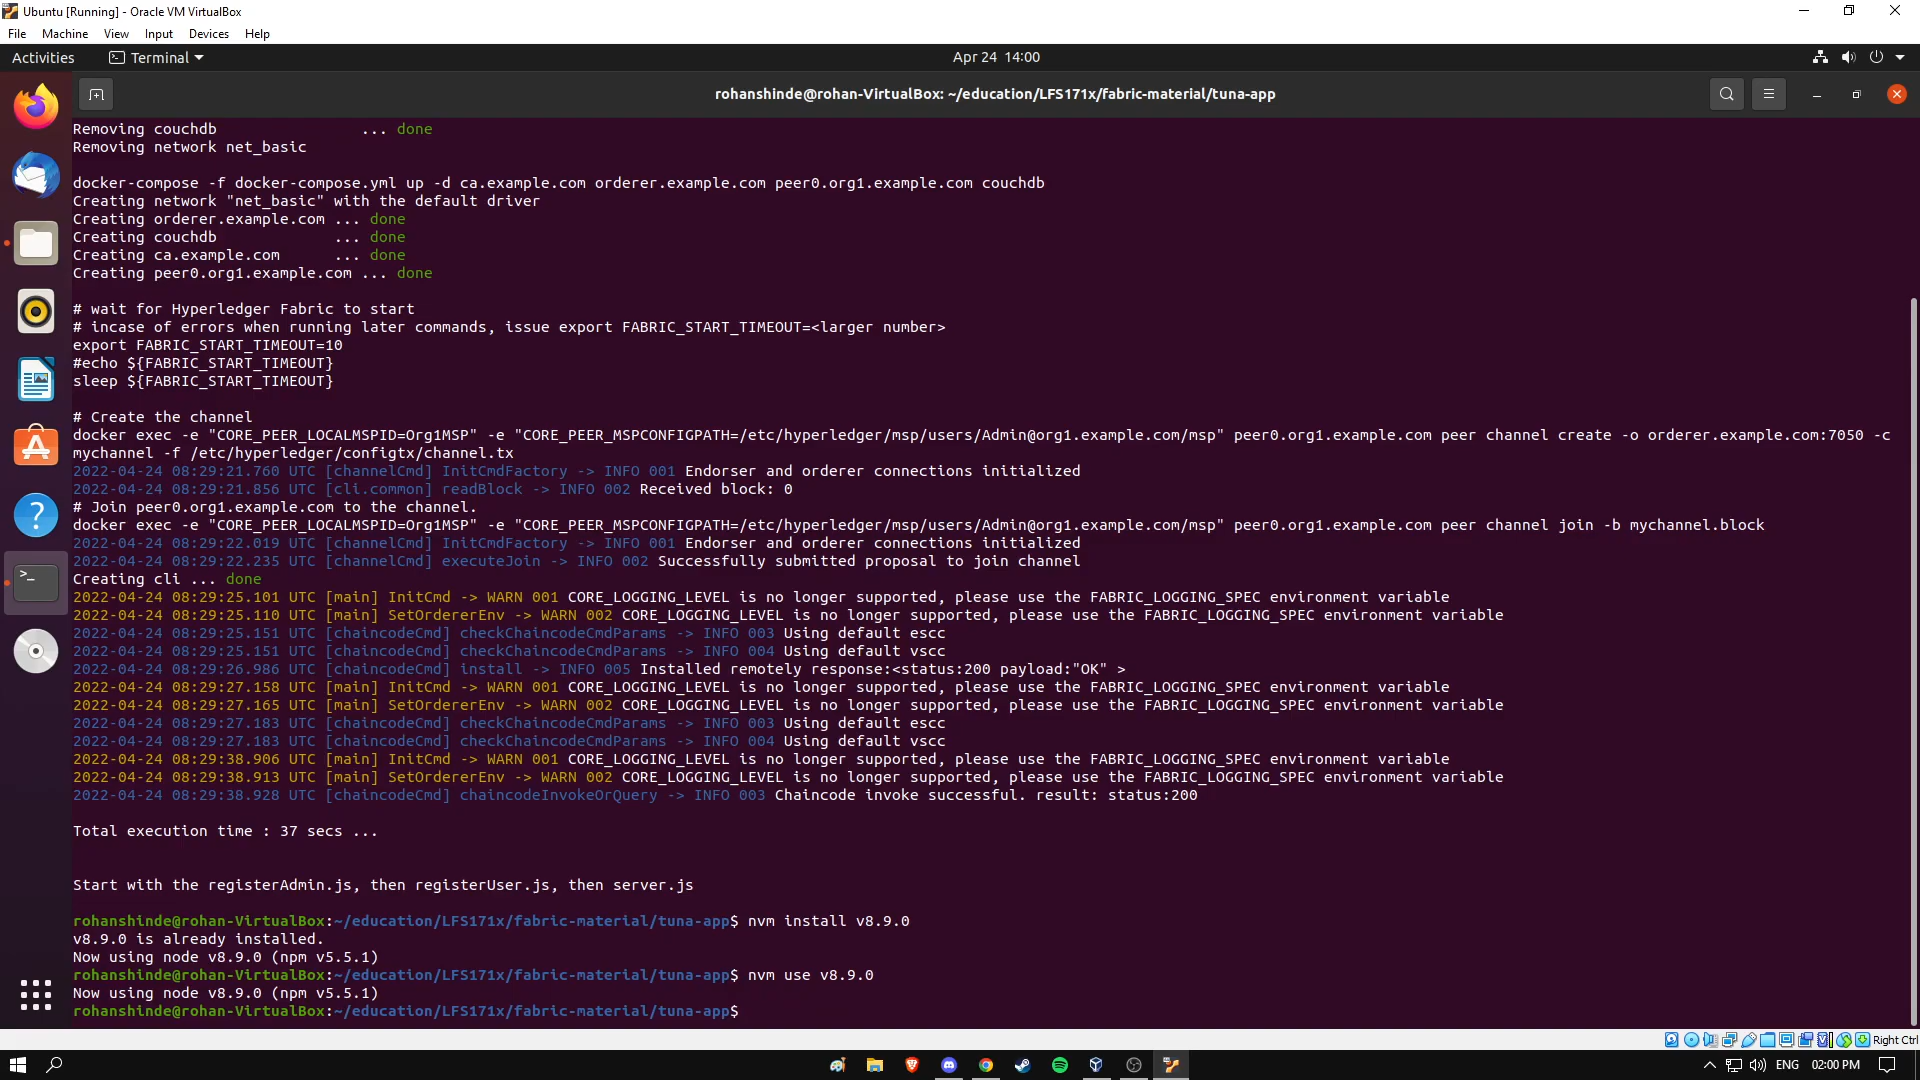 Ubuntu [Running] - Oracle VM VirtualBox
File Machine View Input Devices Help
Activities Terminal Apr 24 14:00
rohanshinde@rohan-VirtualBox: ~/education/LFS171x/fabric-material/tuna-app
Removing couchdb ... done
Removing network net_basic
docker-compose -f docker-compose.yml up -d ca.example.com orderer.example.com peer0.org1.example.com couchdb
Creating network "net_basic" with the default driver
Creating orderer.example.com ... done
Creating couchdb ... done
Creating ca.example.com ... done
Creating peer0.org1.example.com ... done
# wait for Hyperledger Fabric to start
# incase of errors when running later commands, issue export FABRIC_START_TIMEOUT=<larger number>
export FABRIC_START_TIMEOUT=10
#echo ${FABRIC_START_TIMEOUT}
sleep ${FABRIC_START_TIMEOUT}
# Create the channel
docker exec -e "CORE_PEER_LOCALMSPID=Org1MSP" -e "CORE_PEER_MSPCONFIGPATH=/etc/hyperledger/msp/users/Admin@org1.example.com/msp" peer0.org1.example.com peer channel create -o orderer.example.com:7050 -c
mychannel -f /etc/hyperledger/configtx/channel.tx
2022-04-24 08:29:21.760 UTC [channelCmd] InitCmdFactory -> INFO 001 Endorser and orderer connections initialized
2022-04-24 08:29:21.856 UTC [cli.common] readBlock -> INFO 002 Received block: 0
# Join peer0.org1.example.com to the channel.
docker exec -e "CORE_PEER_LOCALMSPID=Org1MSP" -e "CORE_PEER_MSPCONFIGPATH=/etc/hyperledger/msp/users/Admin@org1.example.com/msp" peer0.org1.example.com peer channel join -b mychannel.block
2022-04-24 08:29:22.019 UTC [channelCmd] InitCmdFactory -> INFO 001 Endorser and orderer connections initialized
2022-04-24 08:29:22.235 UTC [channelCmd] executeJoin -> INFO 002 Successfully submitted proposal to join channel
Creating cli ... done
2022-04-24 08:29:25.101 UTC [main] InitCmd -> WARN 001 CORE_LOGGING_LEVEL is no longer supported, please use the FABRIC_LOGGING_SPEC environment variable
2022-04-24 08:29:25.110 UTC [main] SetOrdererEnv -> WARN 002 CORE_LOGGING_LEVEL is no longer supported, please use the FABRIC_LOGGING_SPEC environment variable
2022-04-24 08:29:25.151 UTC [chaincodeCmd] checkChaincodeCmdParams -> INFO 003 Using default escc
2022-04-24 08:29:25.151 UTC [chaincodeCmd] checkChaincodeCmdParams -> INFO 004 Using default vscc
2022-04-24 08:29:26.986 UTC [chaincodeCmd] install -> INFO 005 Installed remotely response:<status:200 payload:"OK" >
2022-04-24 08:29:27.158 UTC [main] InitCmd -> WARN 001 CORE_LOGGING_LEVEL is no longer supported, please use the FABRIC_LOGGING_SPEC environment variable
2022-04-24 08:29:27.165 UTC [main] SetOrdererEnv -> WARN 002 CORE_LOGGING_LEVEL is no longer supported, please use the FABRIC_LOGGING_SPEC environment variable
2022-04-24 08:29:27.183 UTC [chaincodeCmd] checkChaincodeCmdParams -> INFO 003 Using default escc
2022-04-24 08:29:27.183 UTC [chaincodeCmd] checkChaincodeCmdParams -> INFO 004 Using default vscc
2022-04-24 08:29:38.906 UTC [main] InitCmd -> WARN 001 CORE_LOGGING_LEVEL is no longer supported, please use the FABRIC_LOGGING_SPEC environment variable
2022-04-24 08:29:38.913 UTC [main] SetOrdererEnv -> WARN 002 CORE_LOGGING_LEVEL is no longer supported, please use the FABRIC_LOGGING_SPEC environment variable
2022-04-24 08:29:38.928 UTC [chaincodeCmd] chaincodeInvokeOrQuery -> INFO 003 Chaincode invoke successful. result: status:200
Total execution time : 37 secs ...
Start with the registerAdmin.js, then registerUser.js, then server.js
rohanshinde@rohan-VirtualBox:~/education/LFS171x/fabric-material/tuna-app$ nvm install v8.9.0
v8.9.0 is already installed.
Now using node v8.9.0 (npm v5.5.1)
rohanshinde@rohan-VirtualBox:~/education/LFS171x/fabric-material/tuna-app$ nvm use v8.9.0
Now using node v8.9.0 (npm v5.5.1)
rohanshinde@rohan-VirtualBox:~/education/LFS171x/fabric-material/tuna-app$
Right Ctrl
ENG 02:00 PM